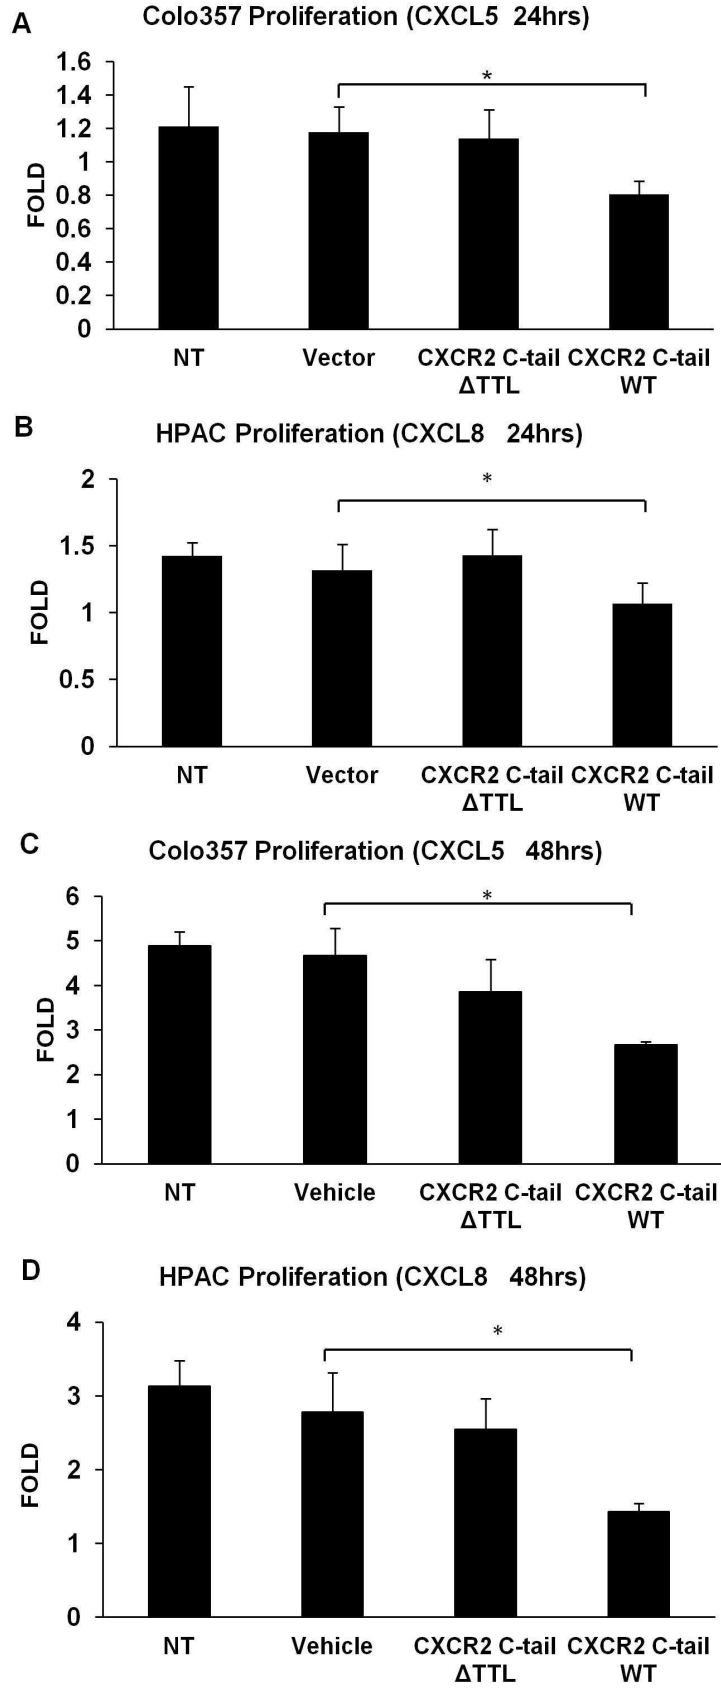 A
Colo357 Proliferation (CXCL5 24hrs)
*
1.6
1.4
1.2
1
0.8
0.6
0.4
0.2
0
FOLD
NT
Vector
CXCR2 C-tail
ΔTTL
CXCR2 C-tail
WT
B
HPAC Proliferation (CXCL8 24hrs)
*
2
1.5
1
0.5
0
FOLD
NT
Vector
CXCR2 C-tail
ΔTTL
CXCR2 C-tail
WT
C
Colo357 Proliferation (CXCL5 48hrs)
*
6
5
4
3
2
1
0
FOLD
NT
Vehicle
CXCR2 C-tail
ΔTTL
CXCR2 C-tail
WT
D
HPAC Proliferation (CXCL8 48hrs)
*
4
3
2
1
0
FOLD
NT
Vehicle
CXCR2 C-tail
ΔTTL
CXCR2 C-tail
WT